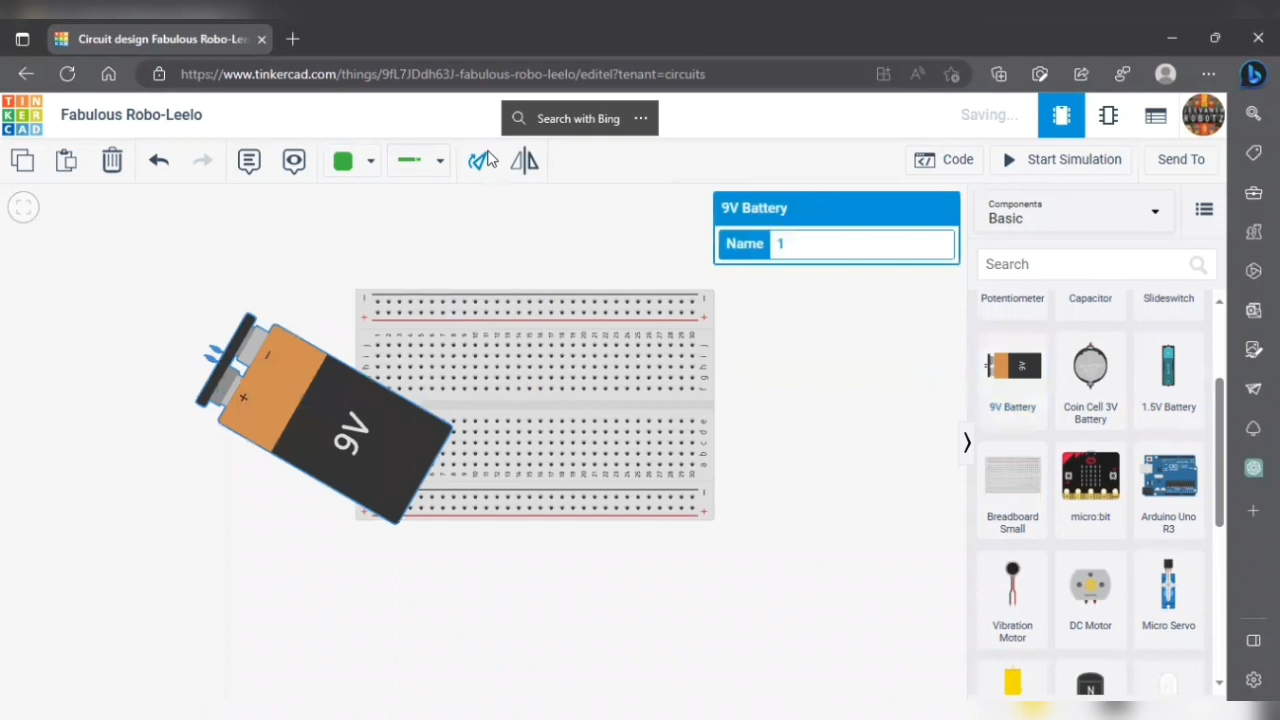 Circuit design Fabulous Robo-Lee
https://www.tinkercad.com/things/9fL7JDdh63J-fabulous-robo-leelo/editel?tenant=circuits
TIN
KER
CAD
Fabulous Robo-Leelo
Search with Bing
Saving...
Code
Start Simulation
Send To
9V Battery
Name 1
Components
Basic
Search
Potentiometer Capacitor Slideswitch
9V Battery
Coin Cell 3V
Battery
1.5V Battery
Breadboard
Small
micro:bit
Arduino Uno
R3
Vibration
Motor
DC Motor
Micro Servo
N
9V
- 
+
9V